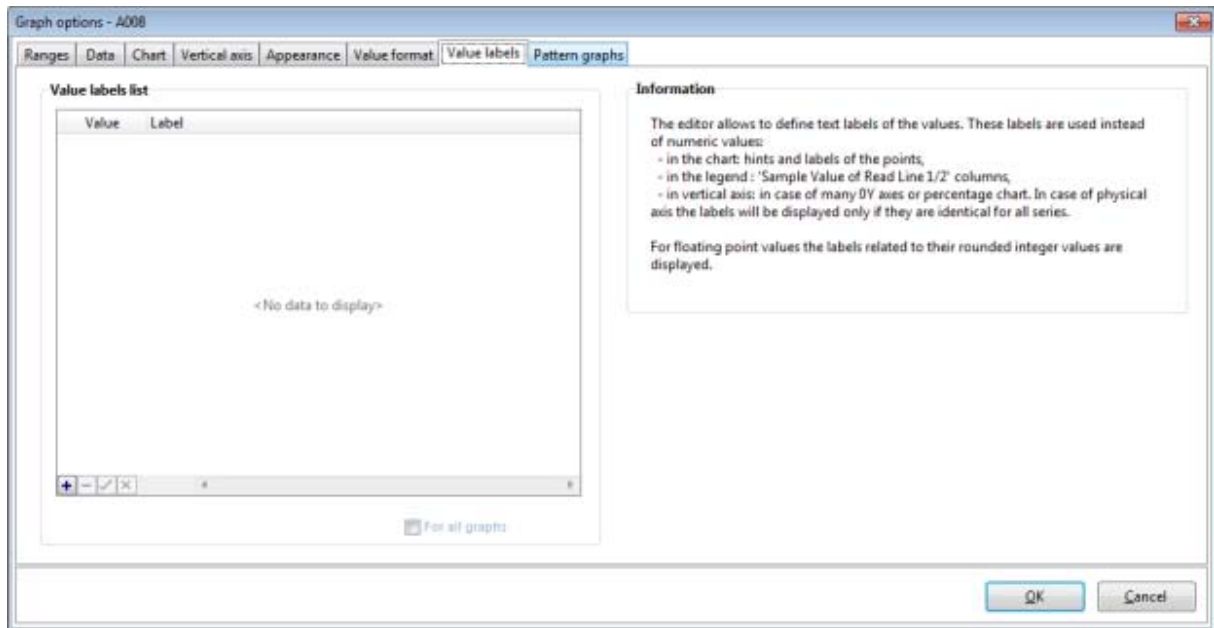 Graph options - A008
Ranges Data Chart Vertical axis Appearance Value format Value labels Pattern graphs
Value labels list
Value Label
<No data to display>
For all graphs
Information
The editor allows to define text labels of the values. These labels are used instead
of numeric values:
- in the chart: hints and labels of the points,
- in the legend : 'Sample Value of Read Line 1/2' columns,
- in vertical axis: in case of many 0Y axes or percentage chart. In case of physical
axis the labels will be displayed only if they are identical for all series.
For floating point values the labels related to their rounded integer values are
displayed.
OK Cancel